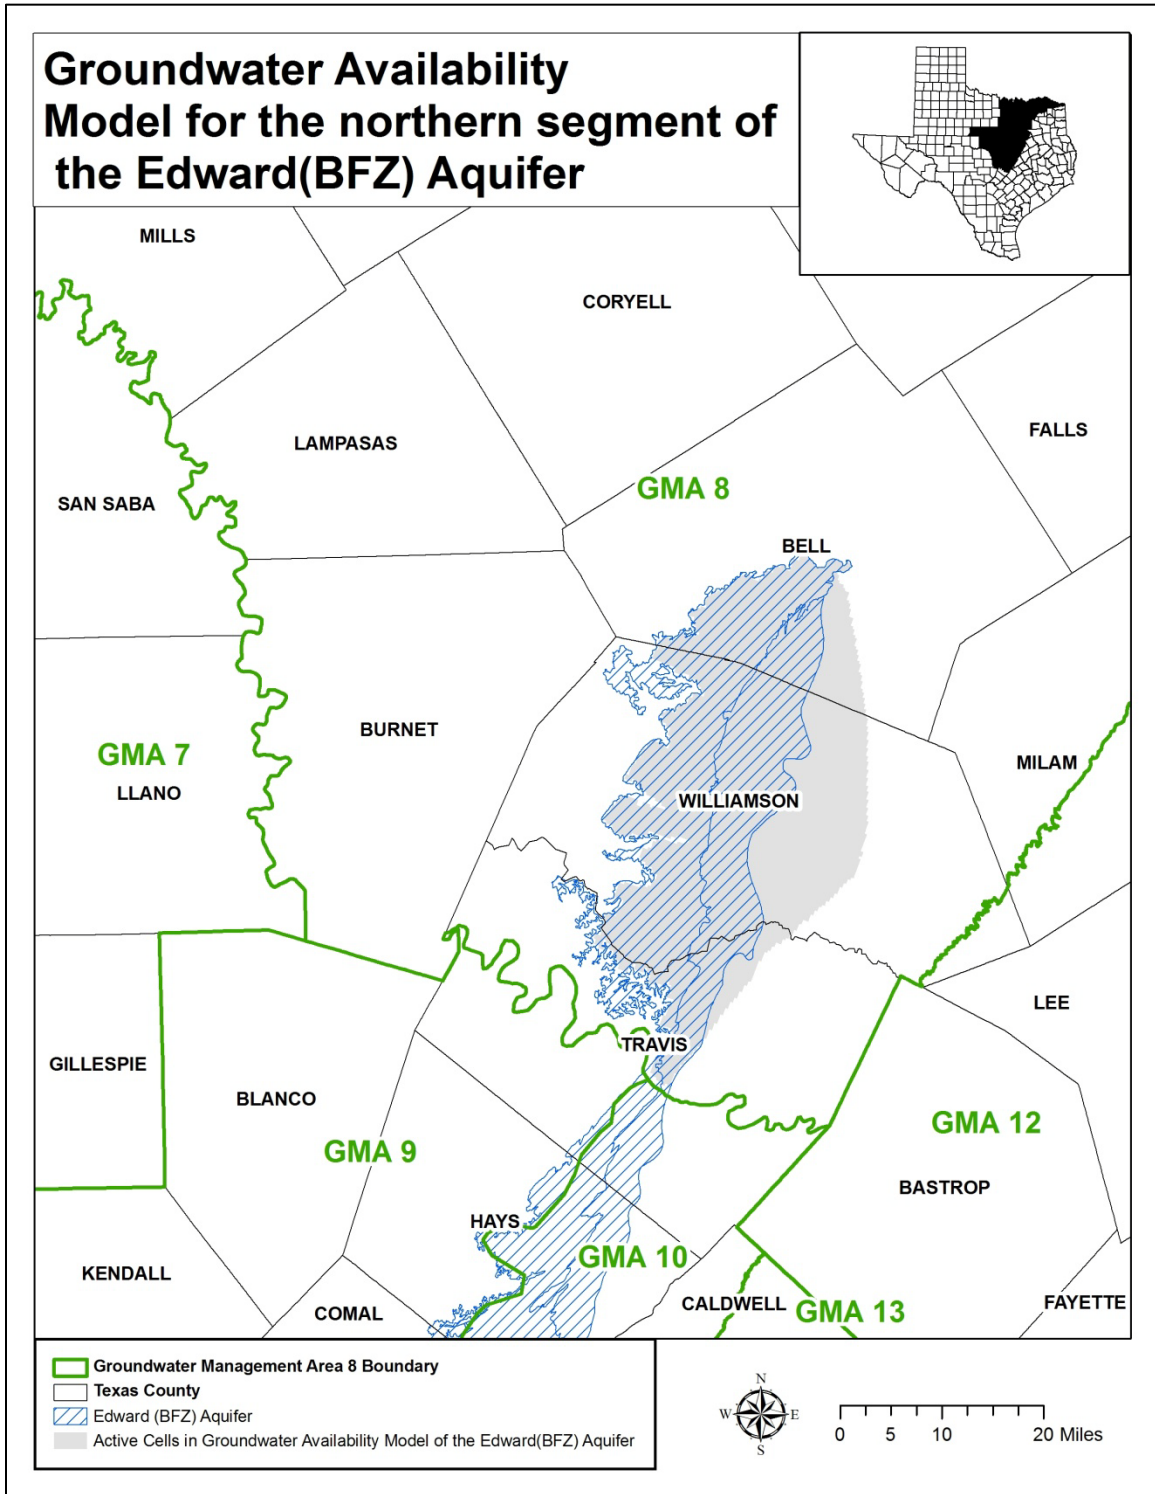 Groundwater Availability
Model for the northern segment of
the Edward(BFZ) Aquifer
MILLS
CORYELL
FALLS
LAMPASAS
GMA 8
SAN SABA
BELL
BURNET
GMA 7
LLANO
MILAM
WILLIAMSON
LEE
TRAVIS
GILLESPIE
BLANCO
GMA 12
GMA 9
BASTROP
HAYS
GMA 10
KENDALL
COMAL
CALDWELL
GMA 13
FAYETTE
Groundwater Management Area 8 Boundary
Texas County
Edward (BFZ) Aquifer
Active Cells in Groundwater Availability Model of the Edward(BFZ) Aquifer
N
W E
S
0 5 10 20 Miles